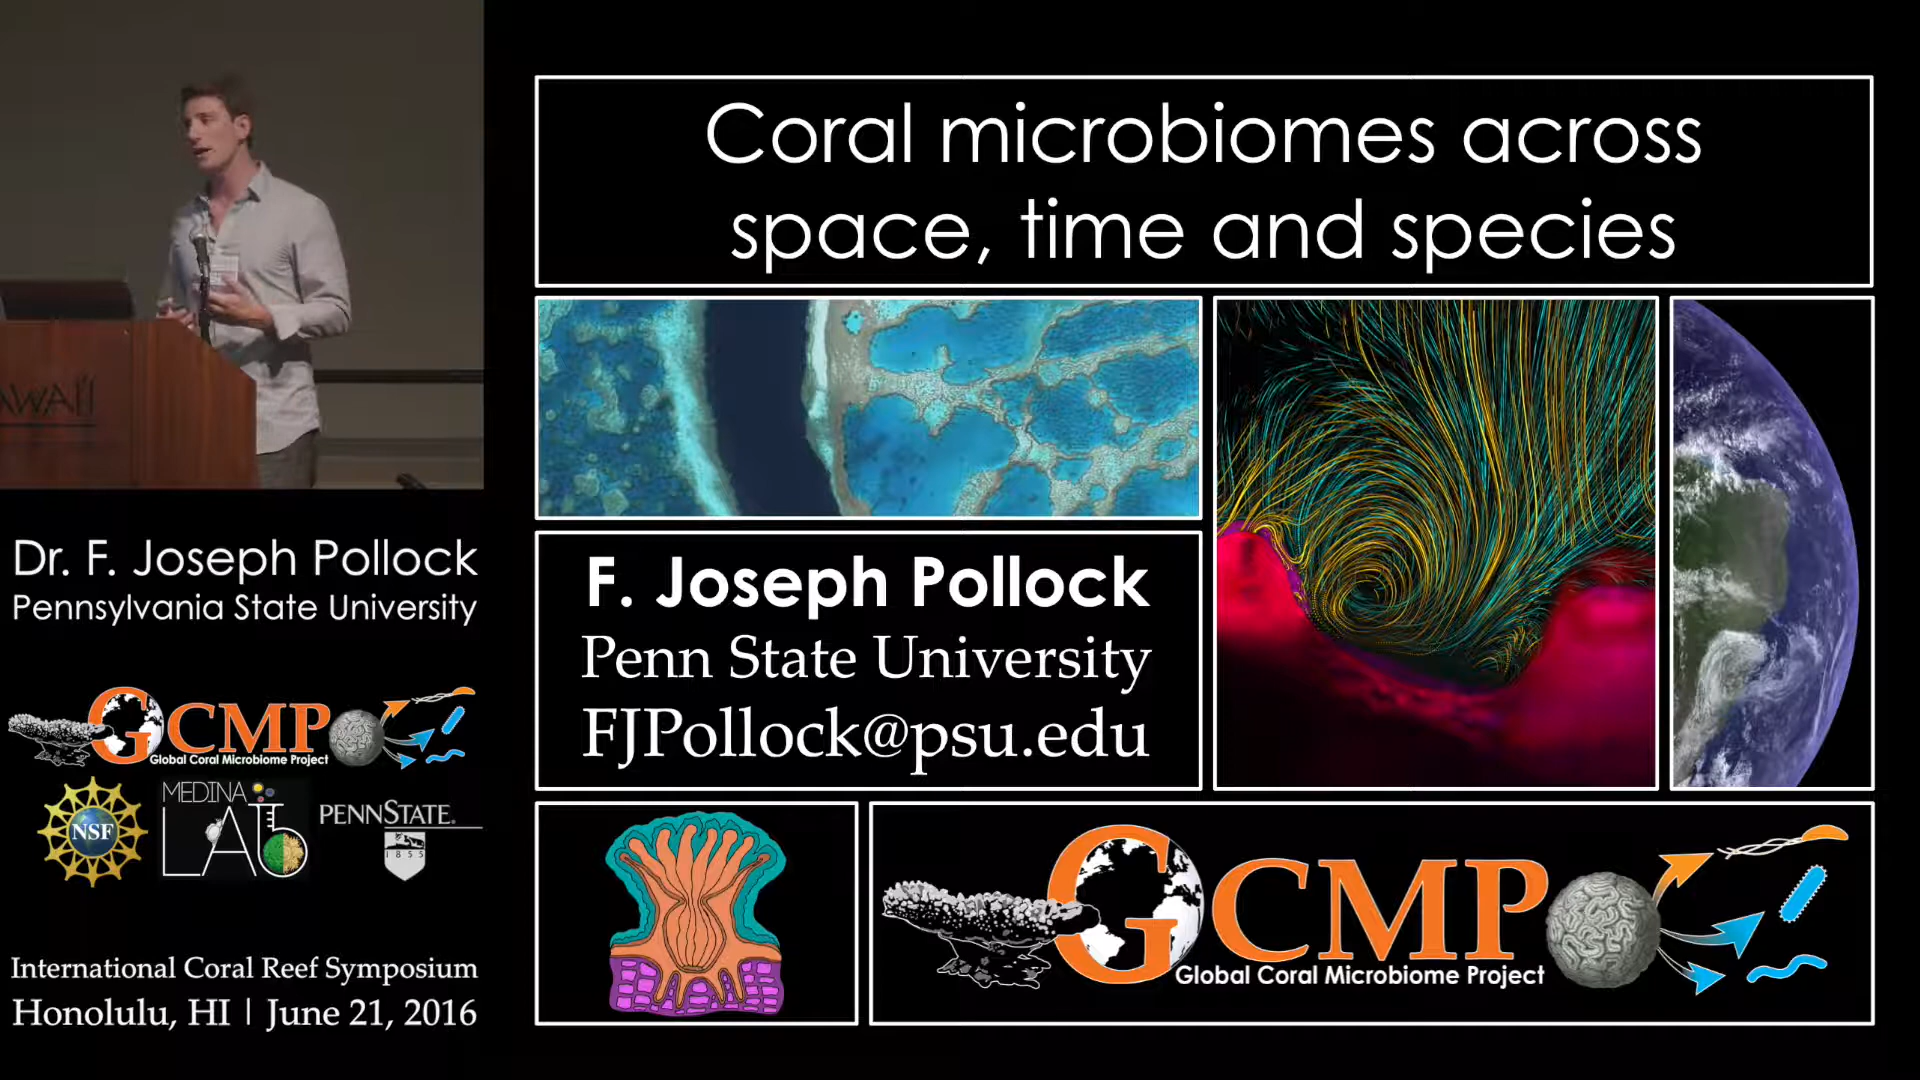 Coral microbiomes across
space, time and species
F. Joseph Pollock
Penn State University
FJPollock@psu.edu
GCMP
Global Coral Microbiome Project
AWAI'I
Dr. F. Joseph Pollock
Pennsylvania State University
GCMP
Global Coral Microbiome Project
NSF
MEDINA
LAb
PENNSTATE.
1855
International Coral Reef Symposium
Honolulu, HI | June 21, 2016